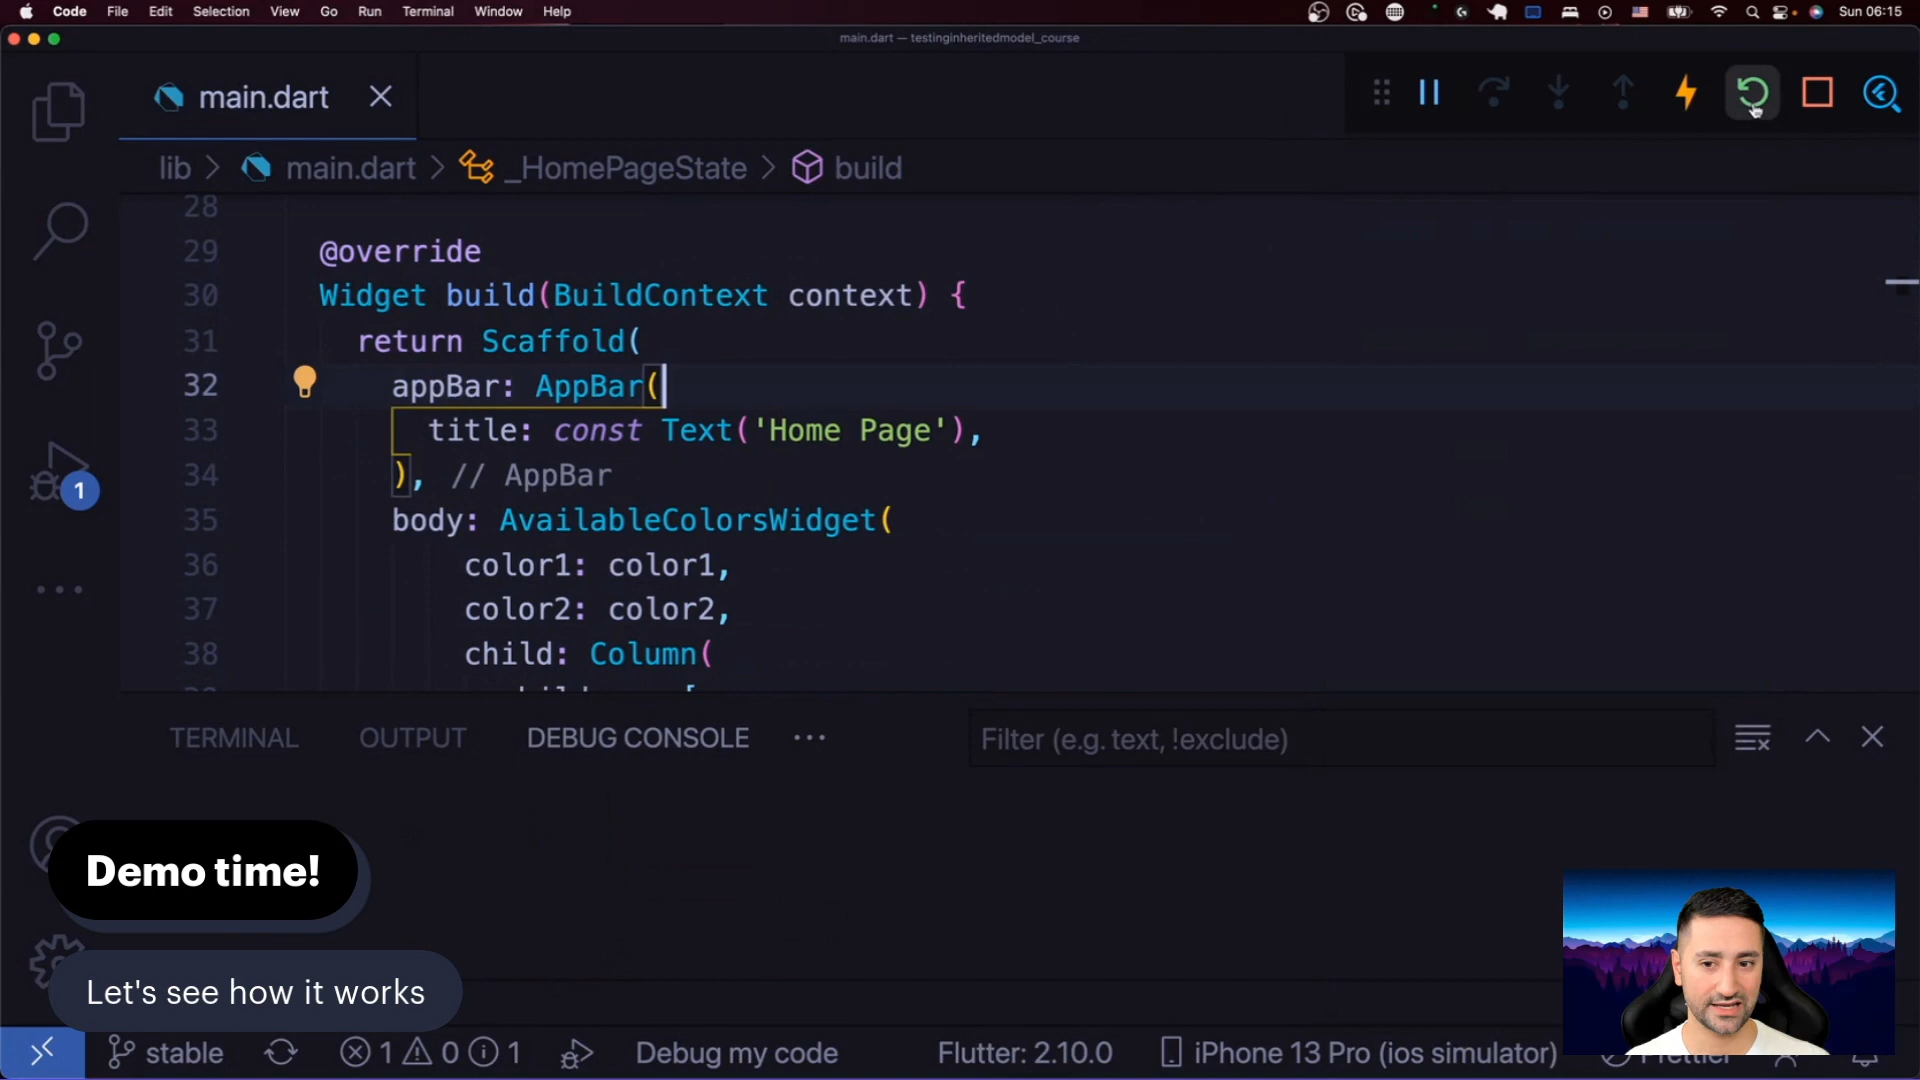 Code File Edit Selection View Go Run Terminal Window Help Sun 06:15
main.dart — testinginheritedmodel_course
main.dart
lib > main.dart > _HomePageState > build
28
29 @override
30 Widget build(BuildContext context) {
31 return Scaffold(
32 appBar: AppBar(
33 title: const Text('Home Page'),
34 ), // AppBar
35 body: AvailableColorsWidget(
36 color1: color1,
37 color2: color2,
38 child: Column(
1
TERMINAL OUTPUT DEBUG CONSOLE ··· Filter (e.g. text, !exclude)
Demo time!
Let's see how it works
stable 1 0 1 Debug my code Flutter: 2.10.0 iPhone 13 Pro (ios simulator)